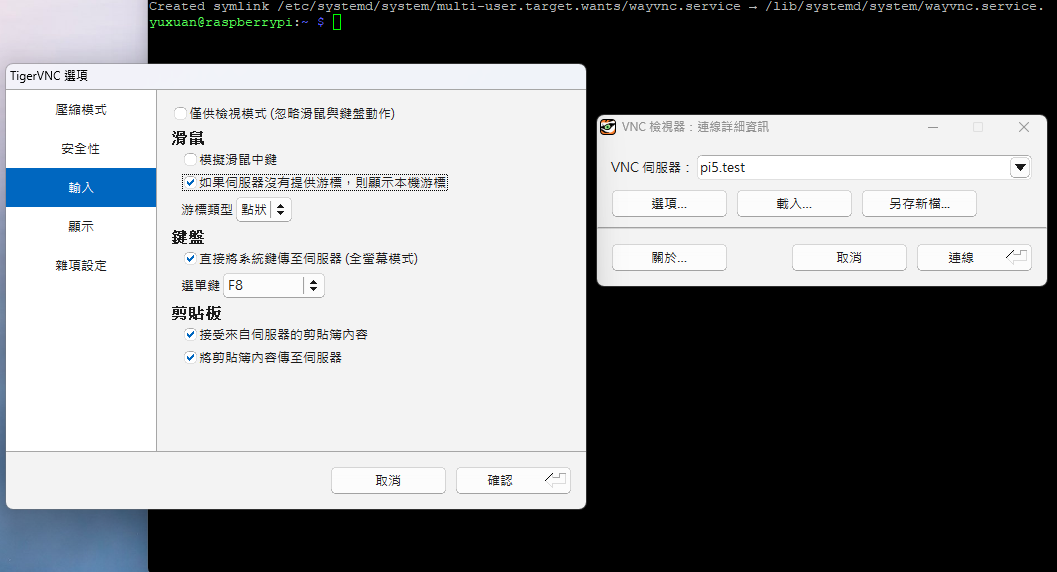 Created symlink /etc/systemd/system/multi-user.target.wants/wayvnc.service → /lib/systemd/system/wayvnc.service.
yuxuan@raspberrypi:~ $
TigerVNC 選項
壓縮模式
安全性
輸入
顯示
雜項設定
僅供檢視模式 (忽略滑鼠與鍵盤動作)
滑鼠
模擬滑鼠中鍵
如果伺服器沒有提供游標，則顯示本機游標
游標類型 點狀
鍵盤
直接將系統鍵傳至伺服器 (全螢幕模式)
選單鍵 F8
剪貼板
接受來自伺服器的剪貼簿內容
將剪貼簿內容傳至伺服器
取消
確認
VNC 檢視器：連線詳細資訊
VNC 伺服器： pi5.test
選項...
載入...
另存新檔...
關於...
取消
連線